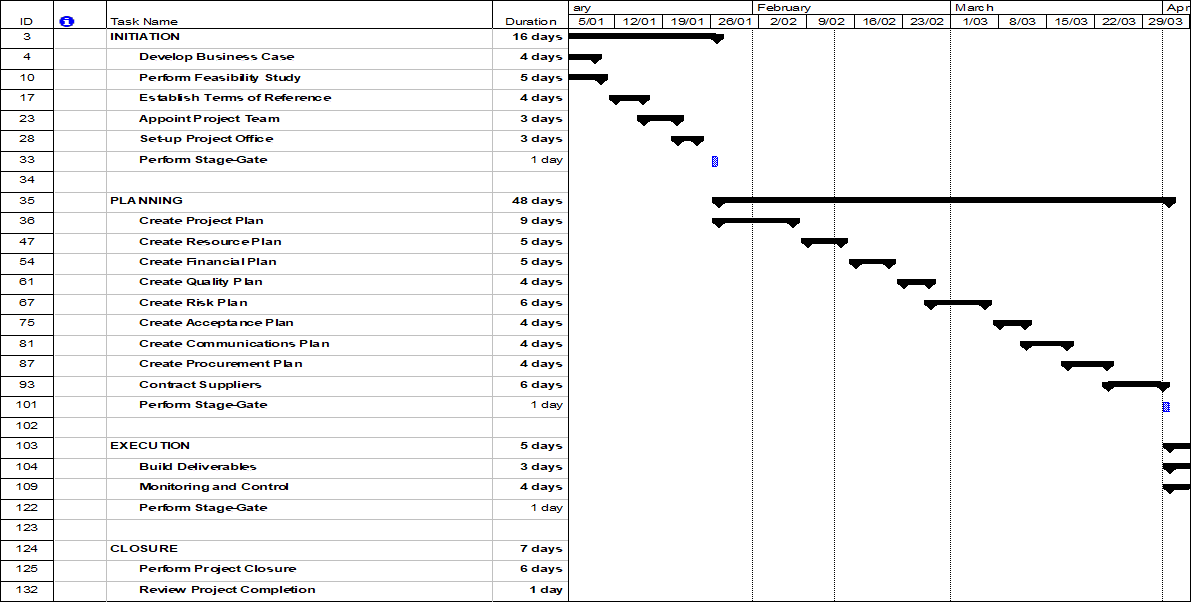 ary February March Apr
ID i Task Name Duration 5/01 12/01 19/01 26/01 2/02 9/02 16/02 23/02 1/03 8/03 15/03 22/03 29/03
3 INITIATION 16 days
4 Develop Business Case 4 days
10 Perform Feasibility Study 5 days
17 Establish Terms of Reference 4 days
23 Appoint Project Team 3 days
28 Set-up Project Office 3 days
33 Perform Stage-Gate 1 day
34
35 PLANNING 48 days
36 Create Project Plan 9 days
47 Create Resource Plan 5 days
54 Create Financial Plan 5 days
61 Create Quality Plan 4 days
67 Create Risk Plan 6 days
75 Create Acceptance Plan 4 days
81 Create Communications Plan 4 days
87 Create Procurement Plan 4 days
93 Contract Suppliers 6 days
101 Perform Stage-Gate 1 day
102
103 EXECUTION 5 days
104 Build Deliverables 3 days
109 Monitoring and Control 4 days
122 Perform Stage-Gate 1 day
123
124 CLOSURE 7 days
125 Perform Project Closure 6 days
132 Review Project Completion 1 day